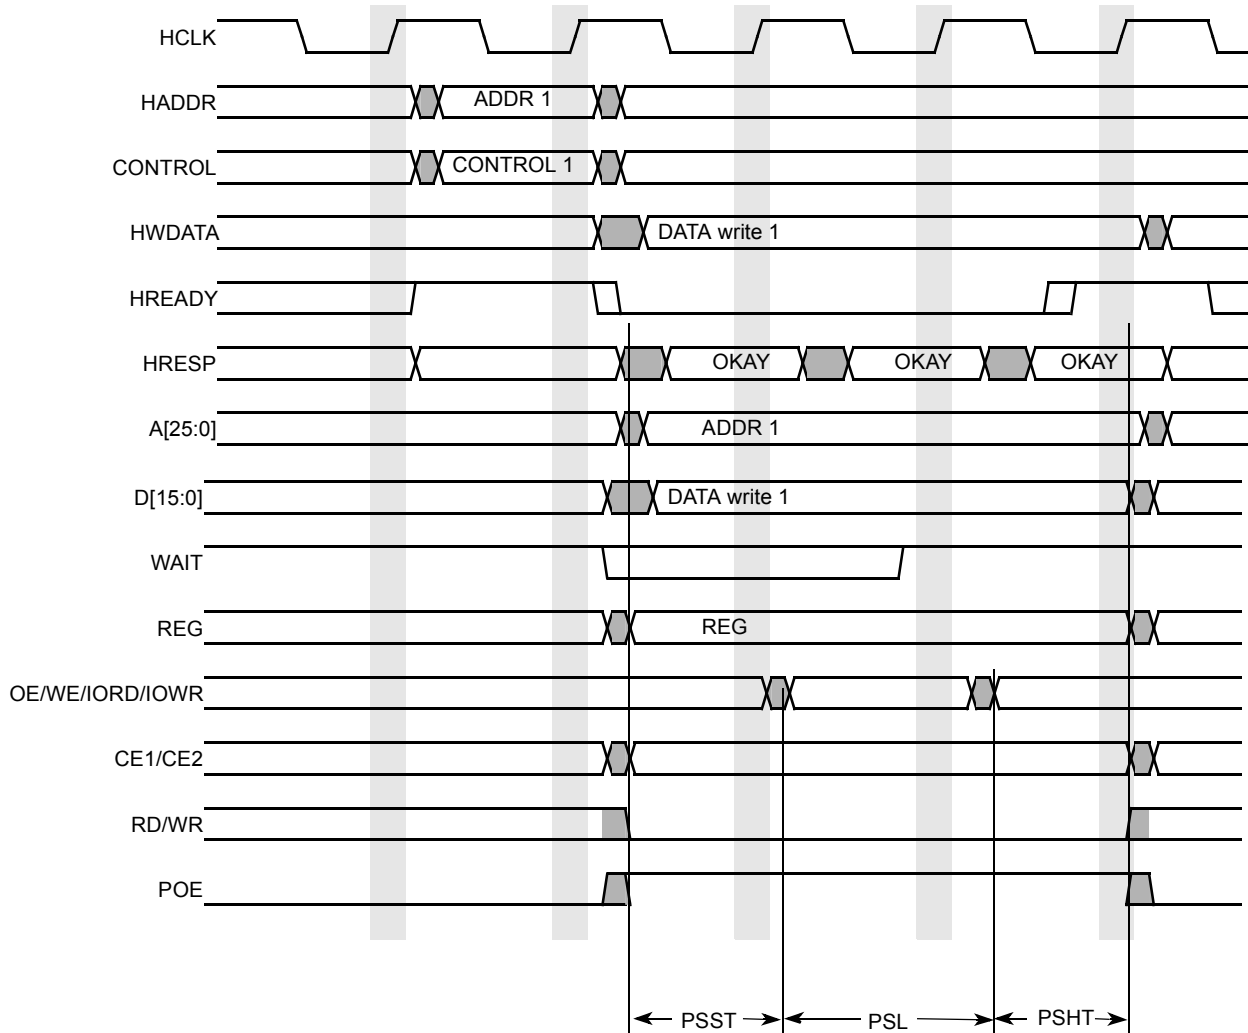 HCLK
HADDR ADDR 1
CONTROL CONTROL 1
HWDATA DATA write 1
HREADY
HRESP OKAY OKAY OKAY
A[25:0] ADDR 1
D[15:0] DATA write 1
WAIT
REG REG
OE/WE/IORD/IOWR
CE1/CE2
RD/WR
POE
PSST PSL PSHT